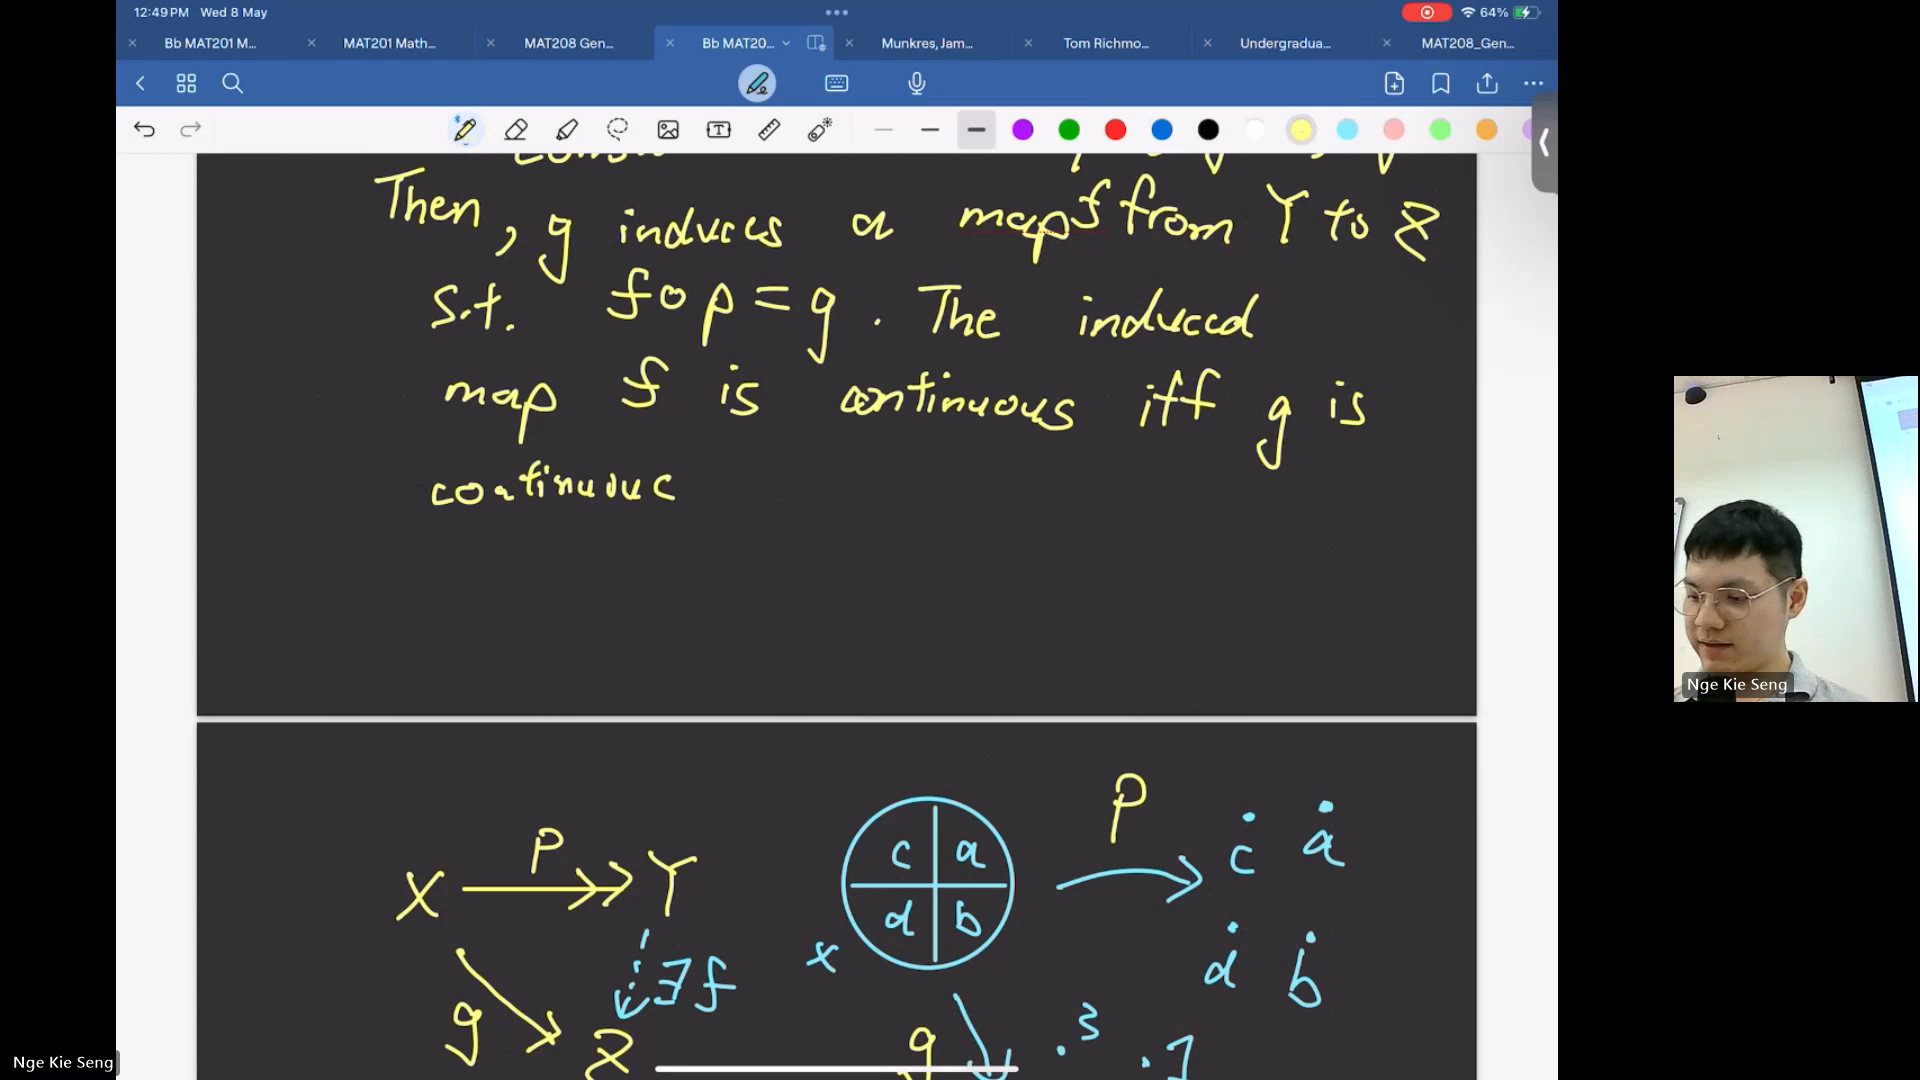 12:49 PM Wed 8 May
64%
Bb MAT201 M...
MAT201 Math...
MAT208 Gen...
Bb MAT20...
Munkres, Jam...
Tom Richmo...
Undergradua...
MAT208_Gen...
Then, g induces a map f from Y to Z
s.t. f o p = g. The induced
map f is continuous iff g is
continuous
X P Y
g ∃f
Z
c a
d b
x
P
c a
d b
g .3 .1
Nge Kie Seng
Nge Kie Seng